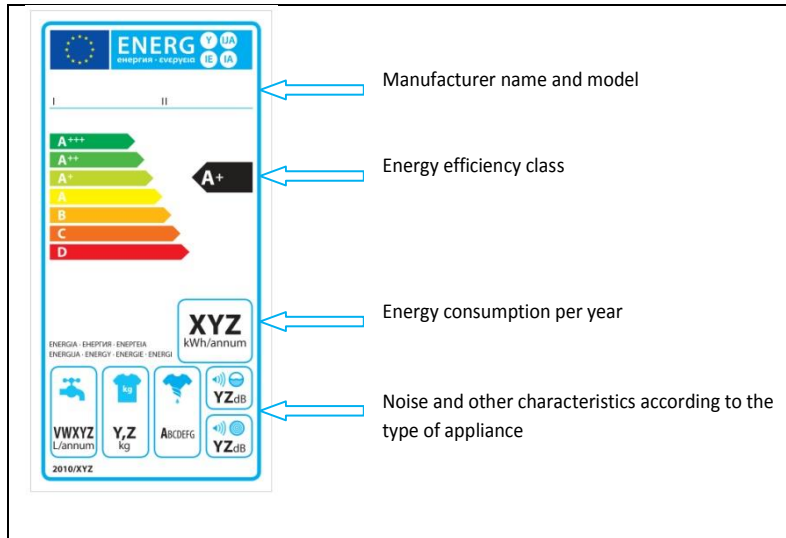 ENERG Y UA
енергия · ενεργεια IE IA
Manufacturer name and model
I II
A+++
A++
A+
A
B
C
D
A+
Energy efficiency class
XYZ
kWh/annum
Energy consumption per year
ENERGIA · ЕНЕРГИЯ · ΕΝΕΡΓΕΙΑ
ENERGIJA · ENERGY · ENERGIE · ENERGI
kg
YZdB
VWXYZ
L/annum
Y,Z
kg
ABCDEFG
YZdB
Noise and other characteristics according to the
type of appliance
2010/XYZ